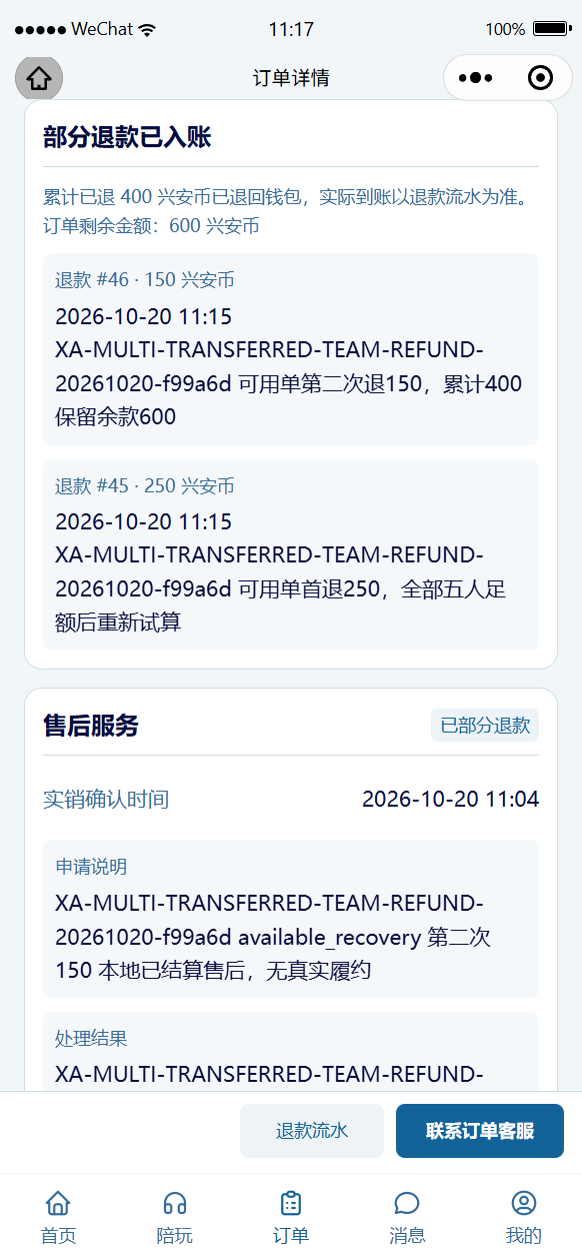 WeChat 11:17 100%
订单详情
部分退款已入账
累计已退 400 兴安币已退回钱包，实际到账以退款流水为准。
订单剩余金额：600 兴安币
退款 #46 · 150 兴安币
2026-10-20 11:15
XA-MULTI-TRANSFERRED-TEAM-REFUND-
20261020-f99a6d 可用单第二次退150，累计400
保留余款600
退款 #45 · 250 兴安币
2026-10-20 11:15
XA-MULTI-TRANSFERRED-TEAM-REFUND-
20261020-f99a6d 可用单首退250，全部五人足
额后重新试算
售后服务 已部分退款
实销确认时间 2026-10-20 11:04
申请说明
XA-MULTI-TRANSFERRED-TEAM-REFUND-
20261020-f99a6d available_recovery 第二次
150 本地已结算售后，无真实履约
处理结果
XA-MULTI-TRANSFERRED-TEAM-REFUND-
退款流水 联系订单客服
首页 陪玩 订单 消息 我的